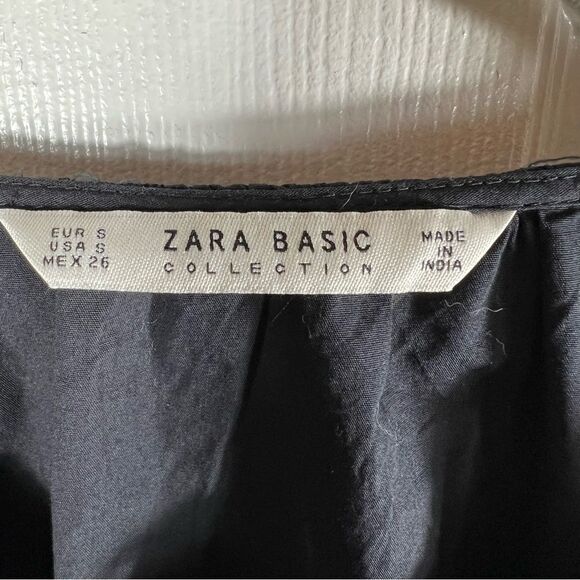 EUR S
USA S
MEX 26
ZARA BASIC
COLLECTION
MADE
IN
INDIA